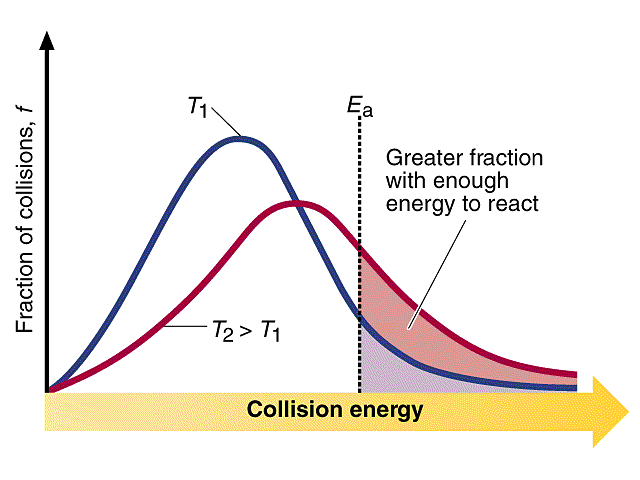 T1
Ea
Greater fraction
with enough
energy to react
Fraction of collisions, f
T2 > T1
Collision energy